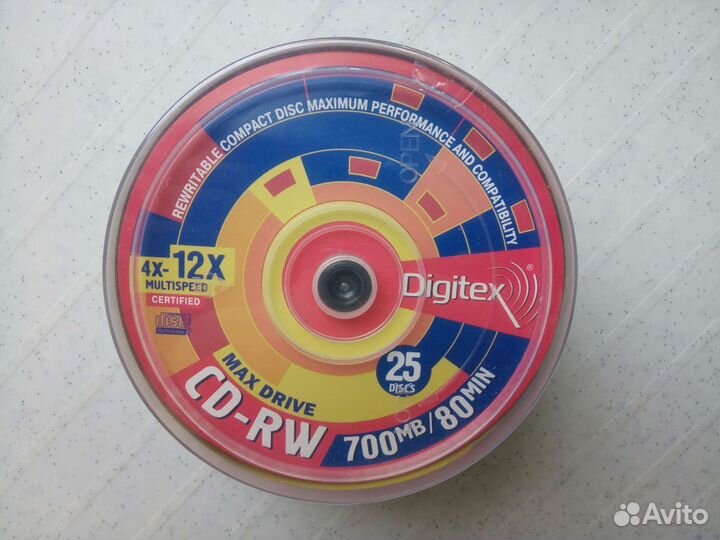 REWRITABLE COMPACT DISC MAXIMUM PERFORMANCE AND COMPATIBILITY
OPEN
4X-12X
MULTISPEED
CERTIFIED
Digitex®
disc
25
DISCS
MAX DRIVE
CD-RW
700MB/80MIN
Avito